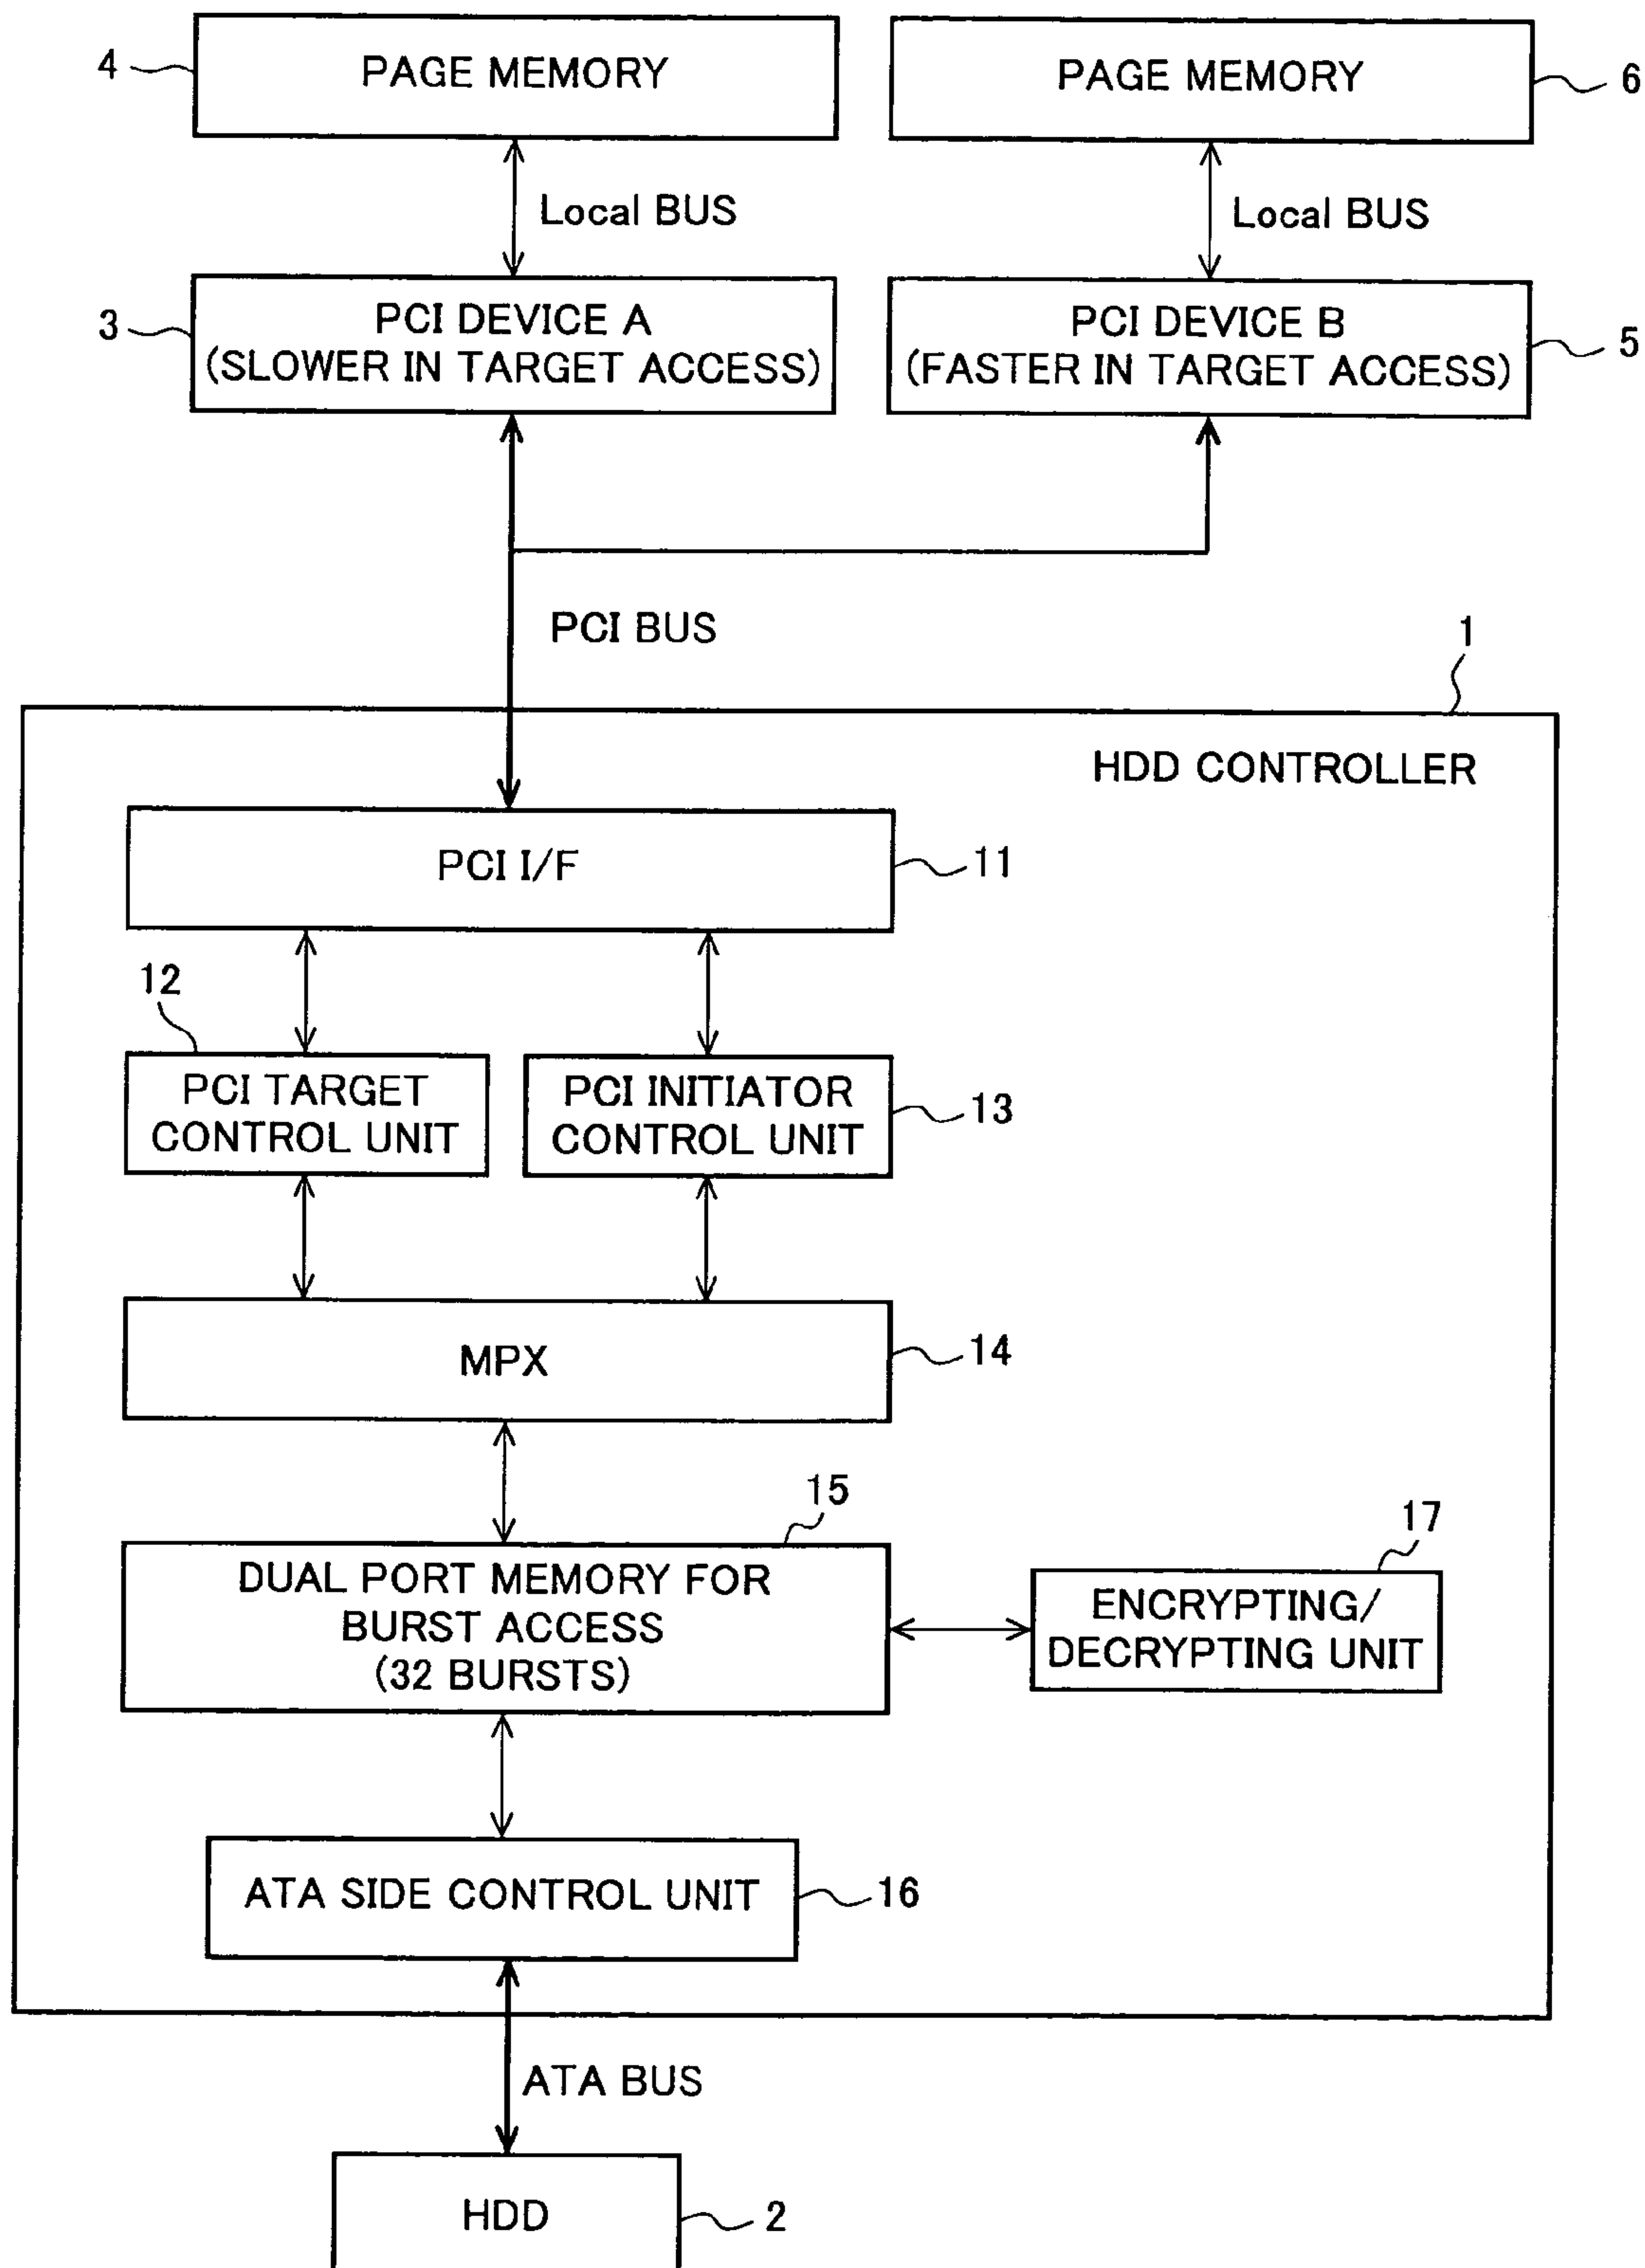 4
PAGE MEMORY
PAGE MEMORY
6
Local BUS
Local BUS
3
PCI DEVICE A
(SLOWER IN TARGET ACCESS)
PCI DEVICE B
(FASTER IN TARGET ACCESS)
5
PCI BUS
1
HDD CONTROLLER
PCI I/F
11
12
PCI TARGET
CONTROL UNIT
PCI INITIATOR
CONTROL UNIT
13
MPX
14
15
DUAL PORT MEMORY FOR
BURST ACCESS
(32 BURSTS)
17
ENCRYPTING/
DECRYPTING UNIT
ATA SIDE CONTROL UNIT
16
ATA BUS
HDD
2